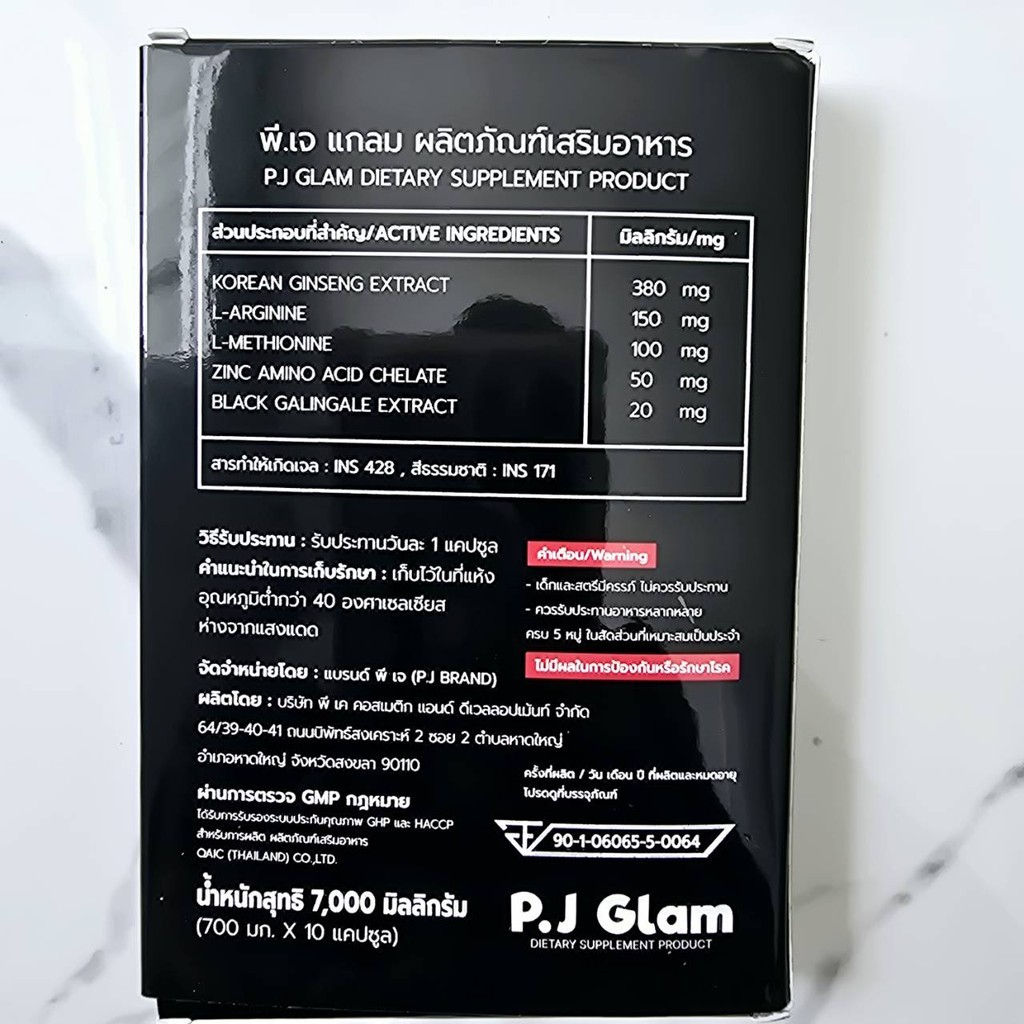 พี.เจ แกลม ผลิตภัณฑ์เสริมอาหาร
P.J GLAM DIETARY SUPPLEMENT PRODUCT
ส่วนประกอบที่สำคัญ/ACTIVE INGREDIENTS มิลลิกรัม/mg
KOREAN GINSENG EXTRACT 380 mg
L-ARGININE 150 mg
L-METHIONINE 100 mg
ZINC AMINO ACID CHELATE 50 mg
BLACK GALINGALE EXTRACT 20 mg
สารทำให้เกิดเจล : INS 428 , สีธรรมชาติ : INS 171
วิธีรับประทาน : รับประทานวันละ 1 แคปซูล
คำแนะนำในการเก็บรักษา : เก็บไว้ในที่แห้ง
อุณหภูมิต่ำกว่า 40 องศาเซลเซียส
ห่างจากแสงแดด
คำเตือน/Warning
- เด็กและสตรีมีครรภ์ ไม่ควรรับประทาน
- ควรรับประทานอาหารหลากหลาย
ครบ 5 หมู่ ในสัดส่วนที่เหมาะสมเป็นประจำ
ไม่มีผลในการป้องกันหรือรักษาโรค
จัดจำหน่ายโดย : แบรนด์ พี เจ (P.J BRAND)
ผลิตโดย : บริษัท พี เค คอสเมติก แอนด์ ดีเวลลอปเม้นท์ จำกัด
64/39-40-41 ถนนนิพัทธ์สงเคราะห์ 2 ซอย 2 ตำบลหาดใหญ่
อำเภอหาดใหญ่ จังหวัดสงขลา 90110
ผ่านการตรวจ GMP กฎหมาย
ได้รับการรับรองระบบประกันคุณภาพ GHP และ HACCP
สำหรับการผลิต ผลิตภัณฑ์เสริมอาหาร
QAIC (THAILAND) CO.,LTD.
ครั้งที่ผลิต / วัน เดือน ปี ที่ผลิตและหมดอายุ
โปรดดูที่บรรจุภัณฑ์
90-1-06065-5-0064
น้ำหนักสุทธิ 7,000 มิลลิกรัม
(700 มก. X 10 แคปซูล)
P.J Glam
DIETARY SUPPLEMENT PRODUCT